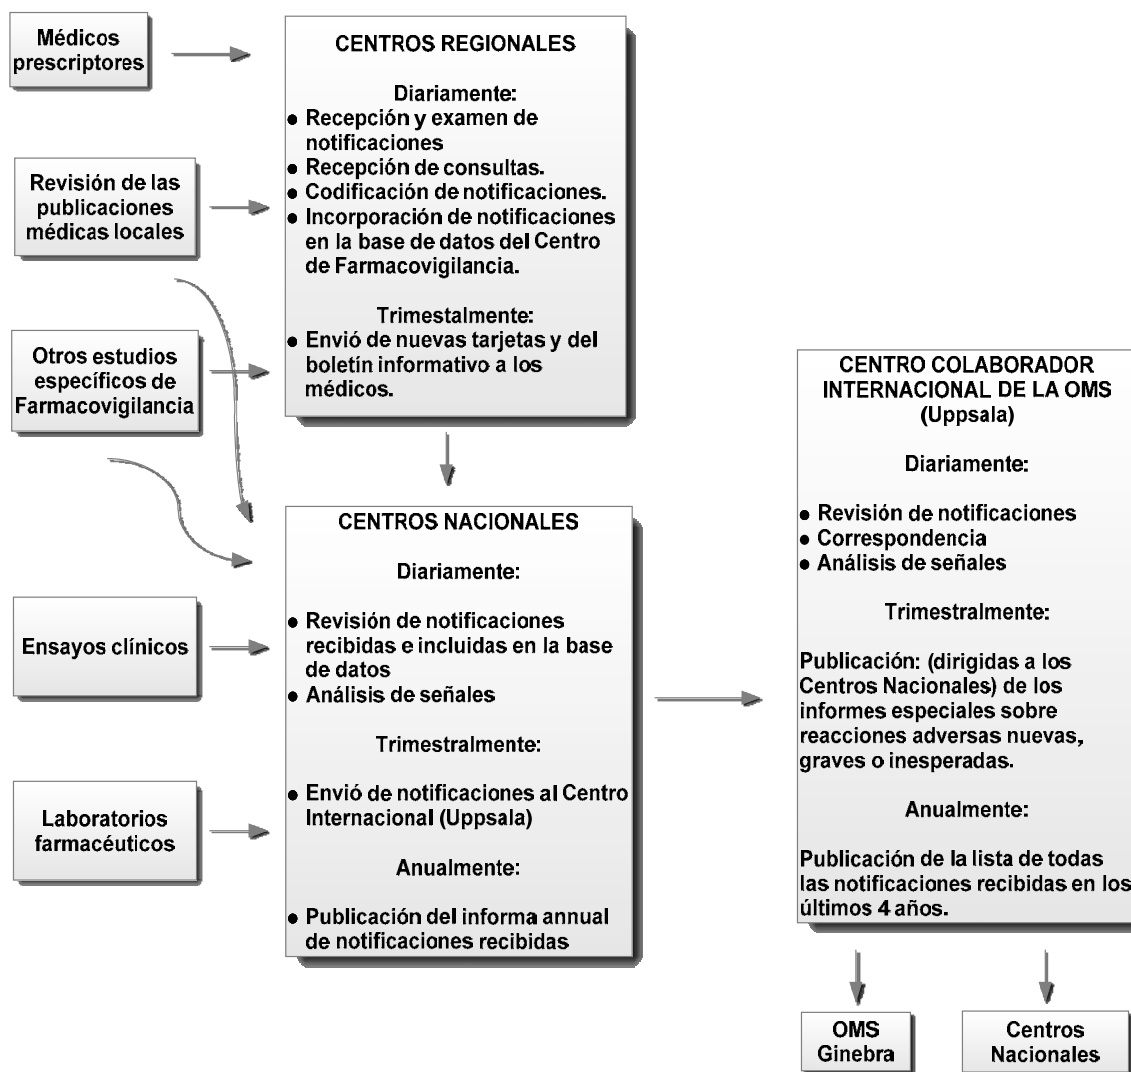 Médicos
prescriptores
Revisión de las
publicaciones
médicas locales
Otros estudios
específicos de
Farmacovigilancia
Ensayos clínicos
Laboratorios
farmacéuticos
CENTROS REGIONALES
Diariamente:
● Recepción y examen de
notificaciones
● Recepción de consultas.
● Codificación de notificaciones.
● Incorporación de notificaciones
en la base de datos del Centro
de Farmacovigilancia.
Trimestalmente:
● Envió de nuevas tarjetas y del
boletín informativo a los
médicos.
CENTROS NACIONALES
Diariamente:
● Revisión de notificaciones
recibidas e incluidas en la base
de datos
● Análisis de señales
Trimestralmente:
● Envió de notificaciones al Centro
Internacional (Uppsala)
Anualmente:
● Publicación del informa annual
de notificaciones recibidas
CENTRO COLABORADOR
INTERNACIONAL DE LA OMS
(Uppsala)
Diariamente:
● Revisión de notificaciones
● Correspondencia
● Análisis de señales
Trimestralmente:
Publicación: (dirigidas a los
Centros Nacionales) de los
informes especiales sobre
reacciones adversas nuevas,
graves o inesperadas.
Anualmente:
Publicación de la lista de todas
las notificaciones recibidas en los
últimos 4 años.
OMS
Ginebra
Centros
Nacionales